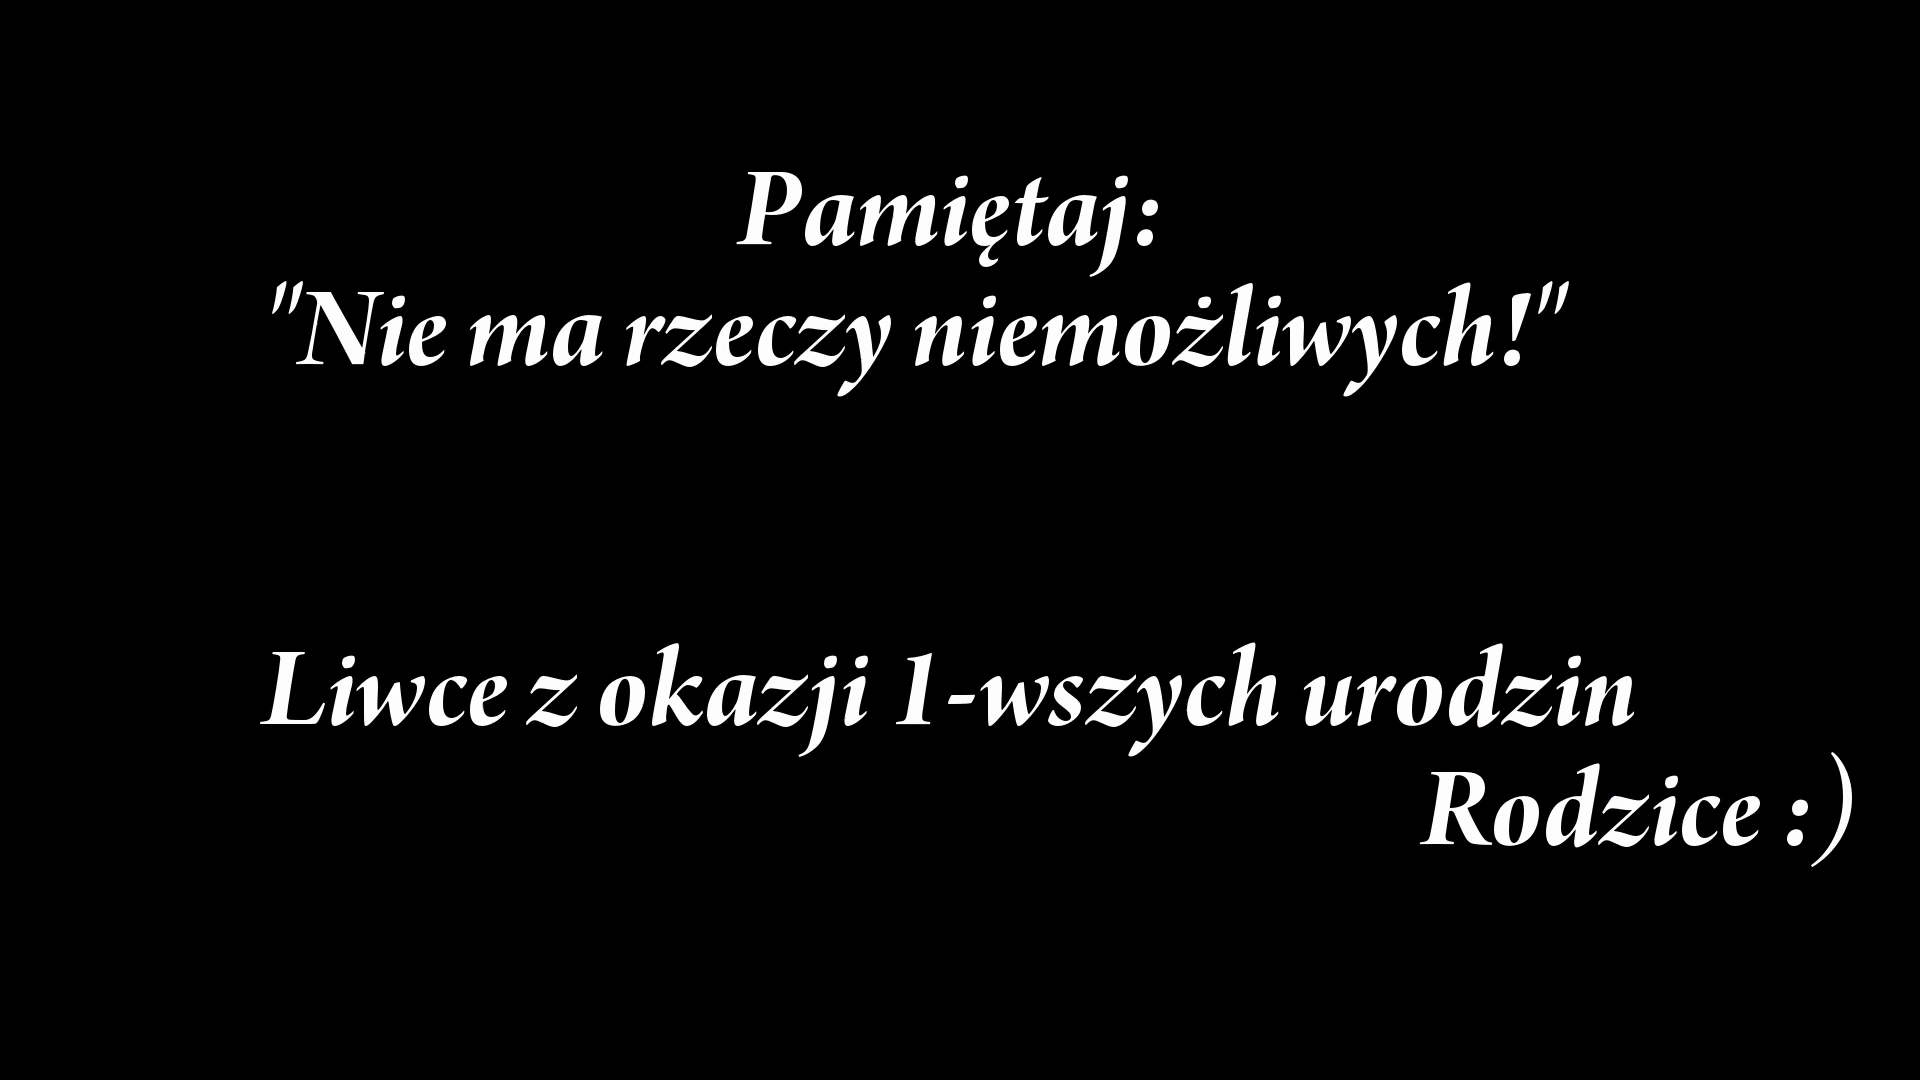 Pamiętaj:
"Nie ma rzeczy niemożliwych!"
Liwce z okazji 1-wszych urodzin
Rodzice :)